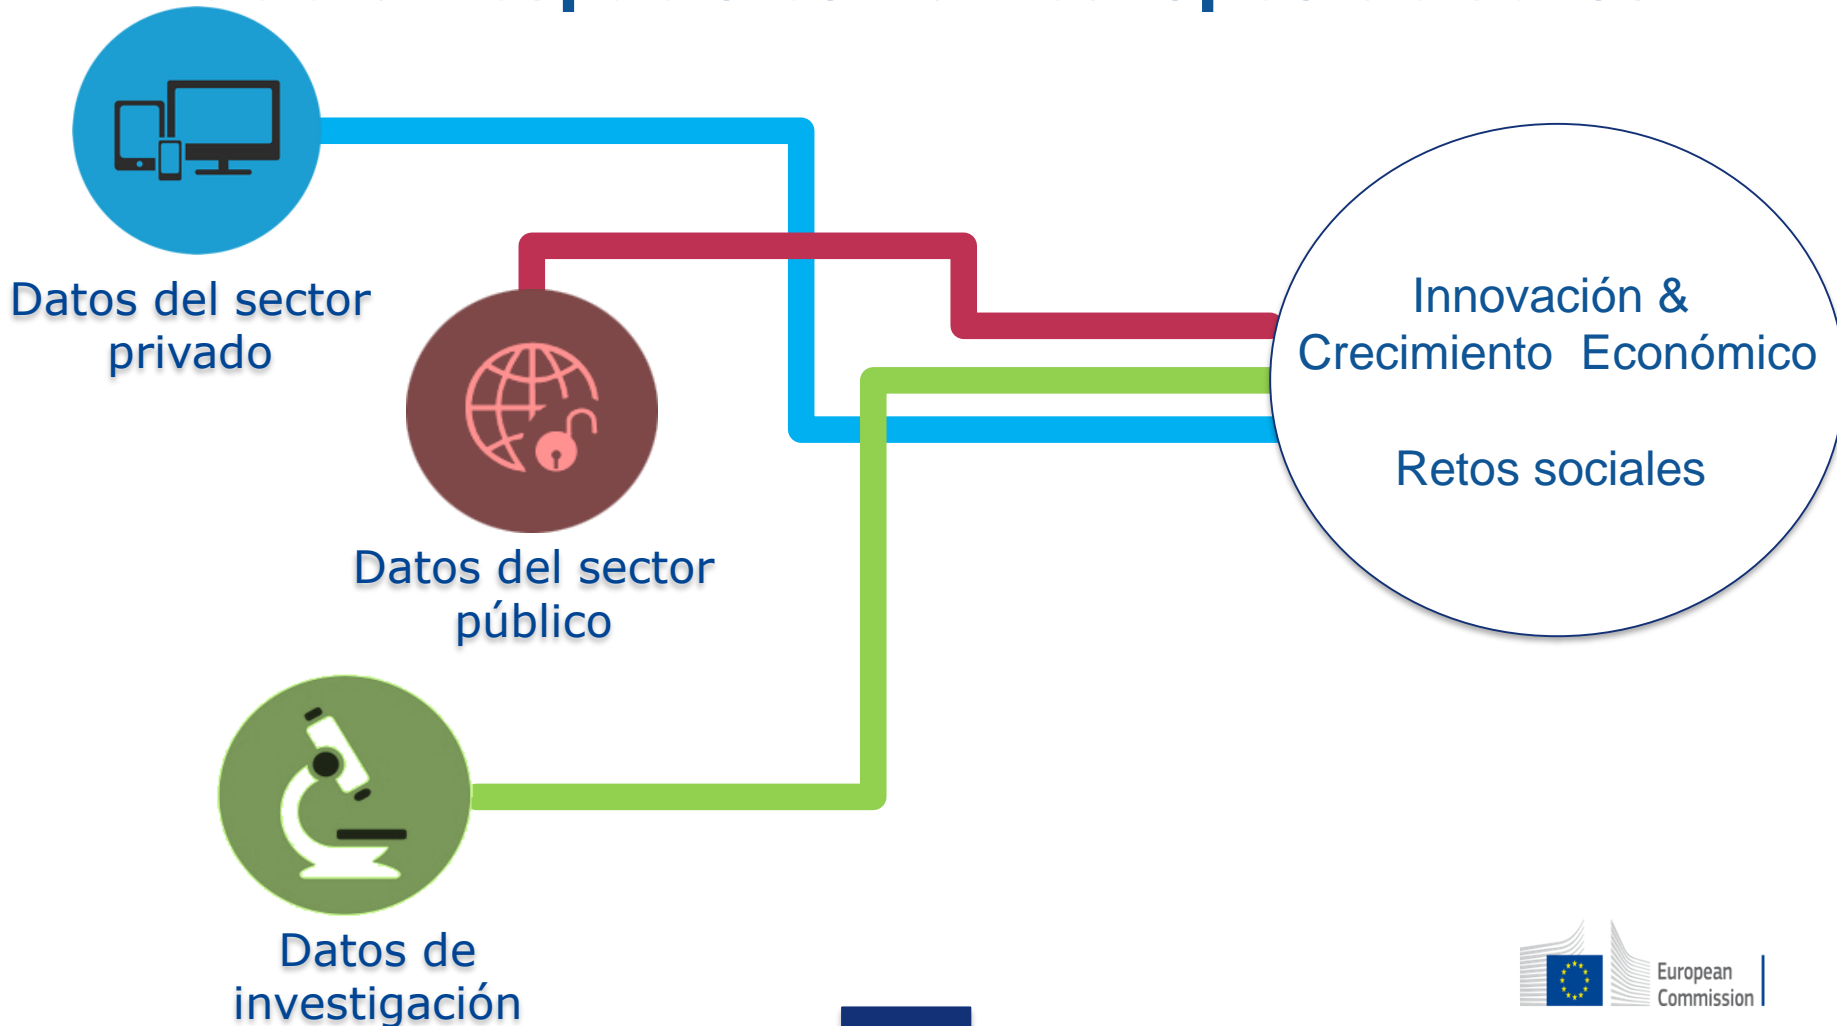 Datos del sector
privado
Datos del sector
público
Datos de
investigación
Innovación &
Crecimiento Económico
Retos sociales
European
Commission